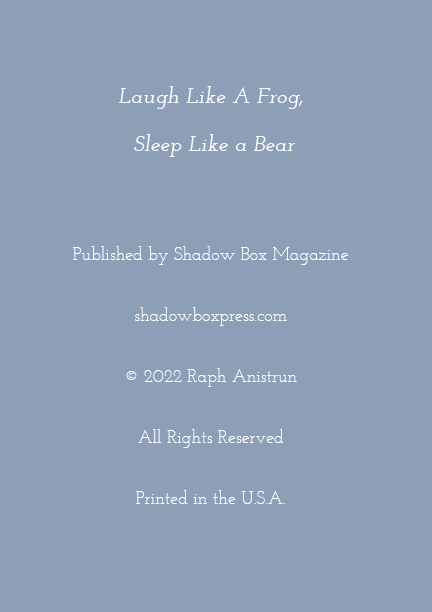 Laugh Like A Frog,
Sleep Like a Bear
Published by Shadow Box Magazine
shadowboxpress.com
© 2022 Raph Anistrun
All Rights Reserved
Printed in the U.S.A.